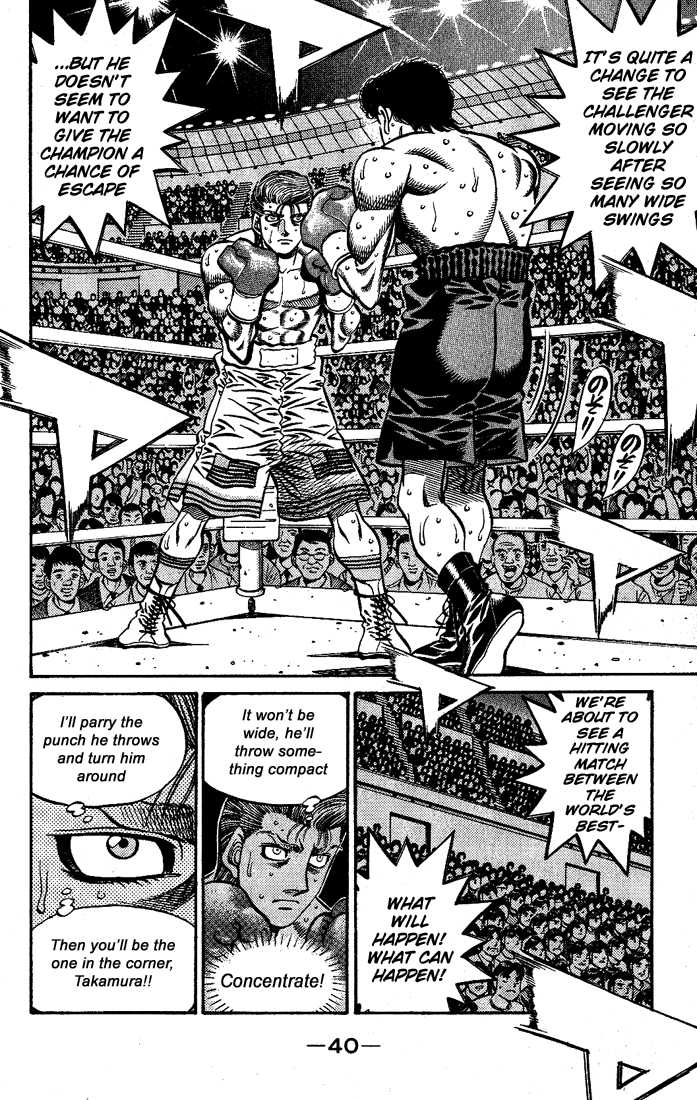 IT'S QUITE A
CHANGE TO
SEE THE
CHALLENGER
MOVING SO
SLOWLY
AFTER
SEEING SO
MANY WIDE
SWINGS
...BUT HE
DOESN'T
SEEM TO
WANT TO
GIVE THE
CHAMPION A
CHANCE OF
ESCAPE
のそり
のそり
WE'RE
ABOUT TO
SEE A
HITTING
MATCH
BETWEEN
THE
WORLD'S
BEST-
WHAT
WILL
HAPPEN!
WHAT CAN
HAPPEN!
It won't be
wide, he'll
throw some-
thing compact
Concentrate!
I'll parry the
punch he throws
and turn him
around
Then you'll be the
one in the corner,
Takamura!!
—40—